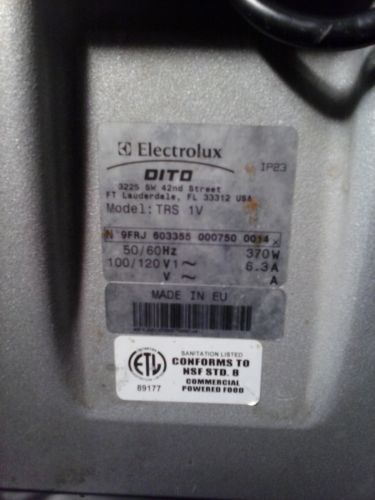 Electrolux
DITO
IP23
3225 SW 42nd Street
FT Lauderdale, FL 33312 USA
Model: TRS 1V
N 9FRJ 603355 000750 0014
50/60Hz 370W
100/120V1~ 6.3A
V ~ A
MADE IN EU
ETL
89177
SANITATION LISTED
CONFORMS TO
NSF STD. 8
COMMERCIAL
POWERED FOOD